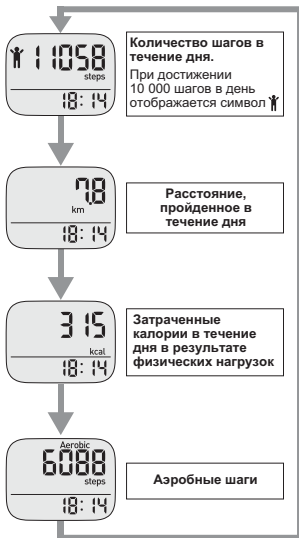 11058
steps
18:14
Количество шагов в
течение дня.
При достижении
10 000 шагов в день
отображается символ
7.8
km
18:14
Расстояние,
пройденное в
течение дня
315
kcal
18:14
Затраченные
калории в течение
дня в результате
физических нагрузок
Aerobic
6088
steps
18:14
Аэробные шаги